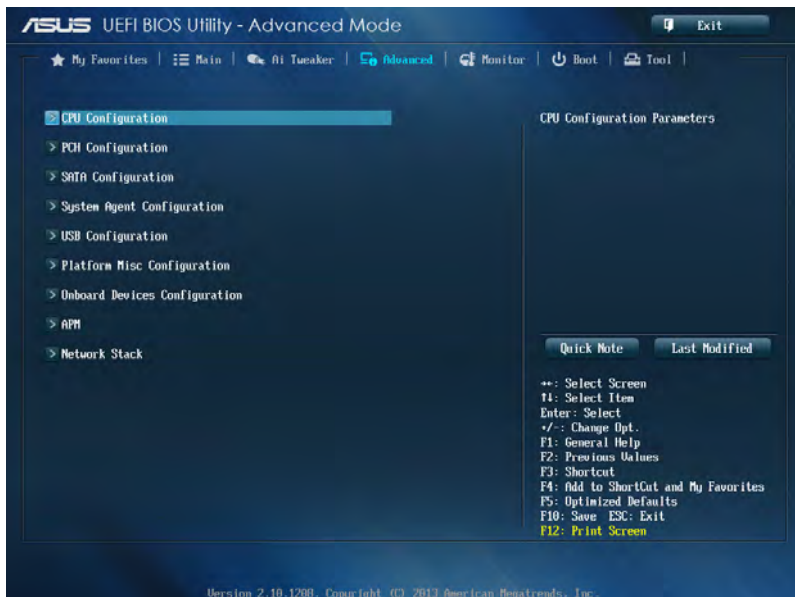 ASUS UEFI BIOS Utility - Advanced Mode
Exit
My Favorites | Main | Ai Tweaker | Advanced | Monitor | Boot | Tool |
> CPU Configuration
CPU Configuration Parameters
> PCH Configuration
> SATA Configuration
> System Agent Configuration
> USB Configuration
> Platform Misc Configuration
> Onboard Devices Configuration
> APM
> Network Stack
Quick Note
Last Modified
→←: Select Screen
↑↓: Select Item
Enter: Select
+/-: Change Opt.
F1: General Help
F2: Previous Values
F3: Shortcut
F4: Add to ShortCut and My Favorites
F5: Optimized Defaults
F10: Save ESC: Exit
F12: Print Screen
Version 2.10.1208. Copyright (C) 2013 American Megatrends, Inc.